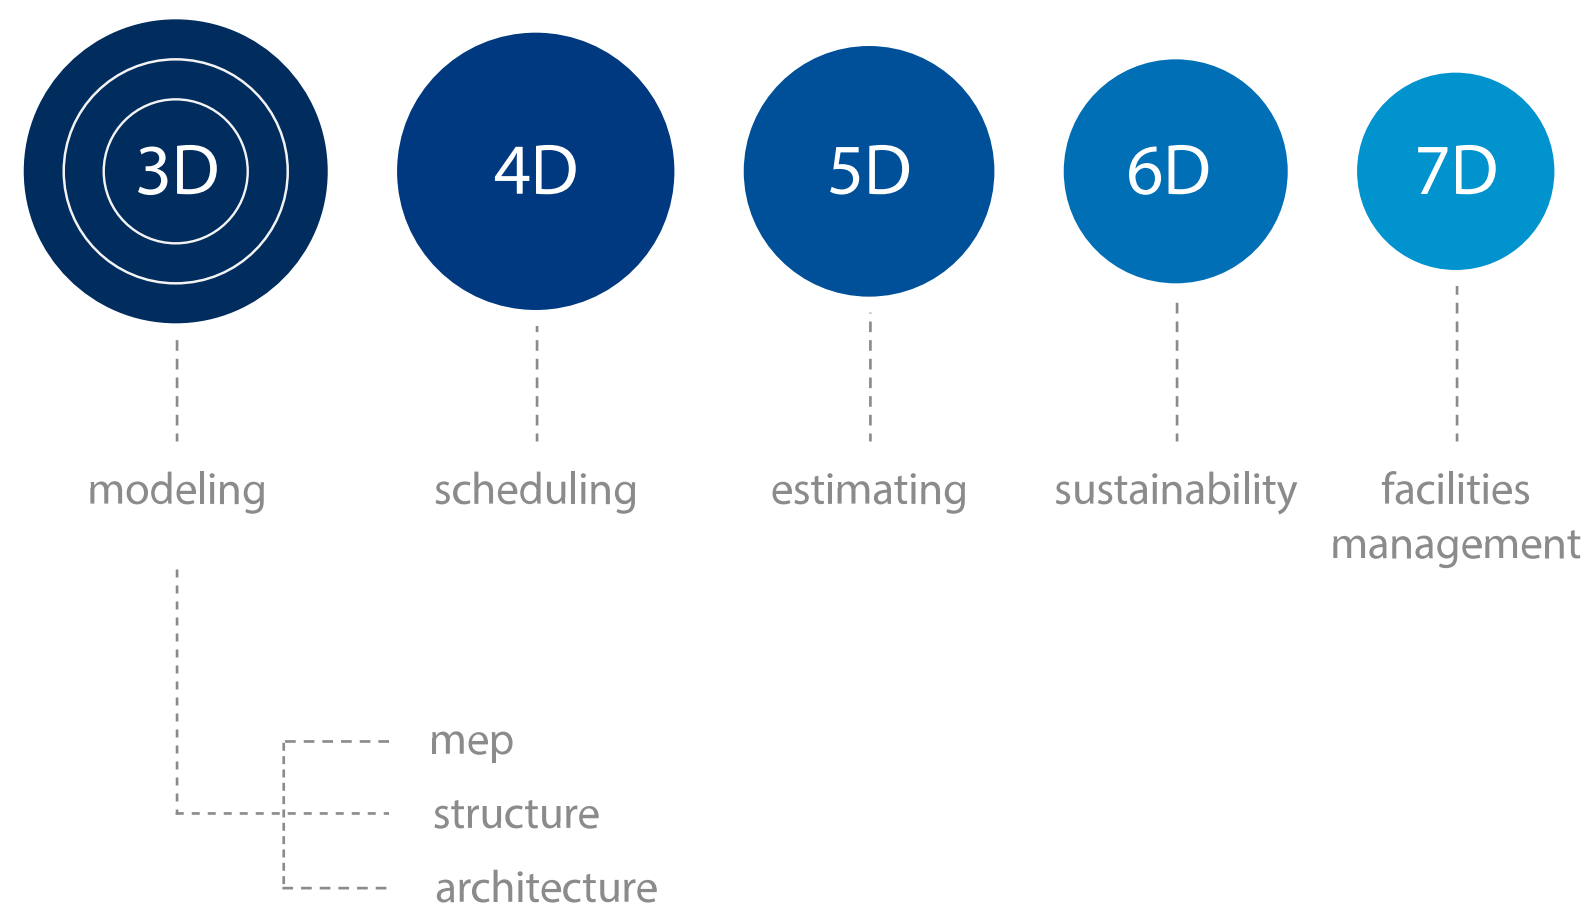 3D
4D
5D
6D
7D
modeling
scheduling
estimating
sustainability
facilities
management
mep
structure
architecture